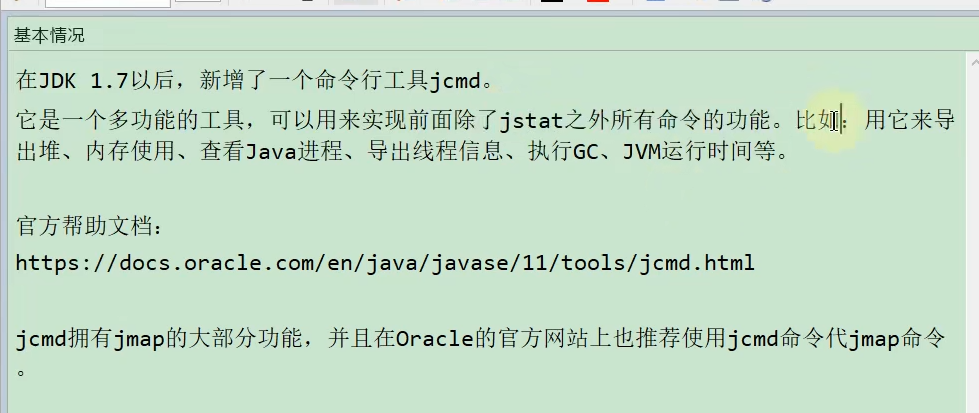 基本情况
在JDK 1.7以后，新增了一个命令行工具jcmd。
它是一个多功能的工具，可以用来实现前面除了jstat之外所有命令的功能。比如：用它来导
出堆、内存使用、查看Java进程、导出线程信息、执行GC、JVM运行时间等。
官方帮助文档：
https://docs.oracle.com/en/java/javase/11/tools/jcmd.html
jcmd拥有jmap的大部分功能，并且在Oracle的官方网站上也推荐使用jcmd命令代jmap命令
。